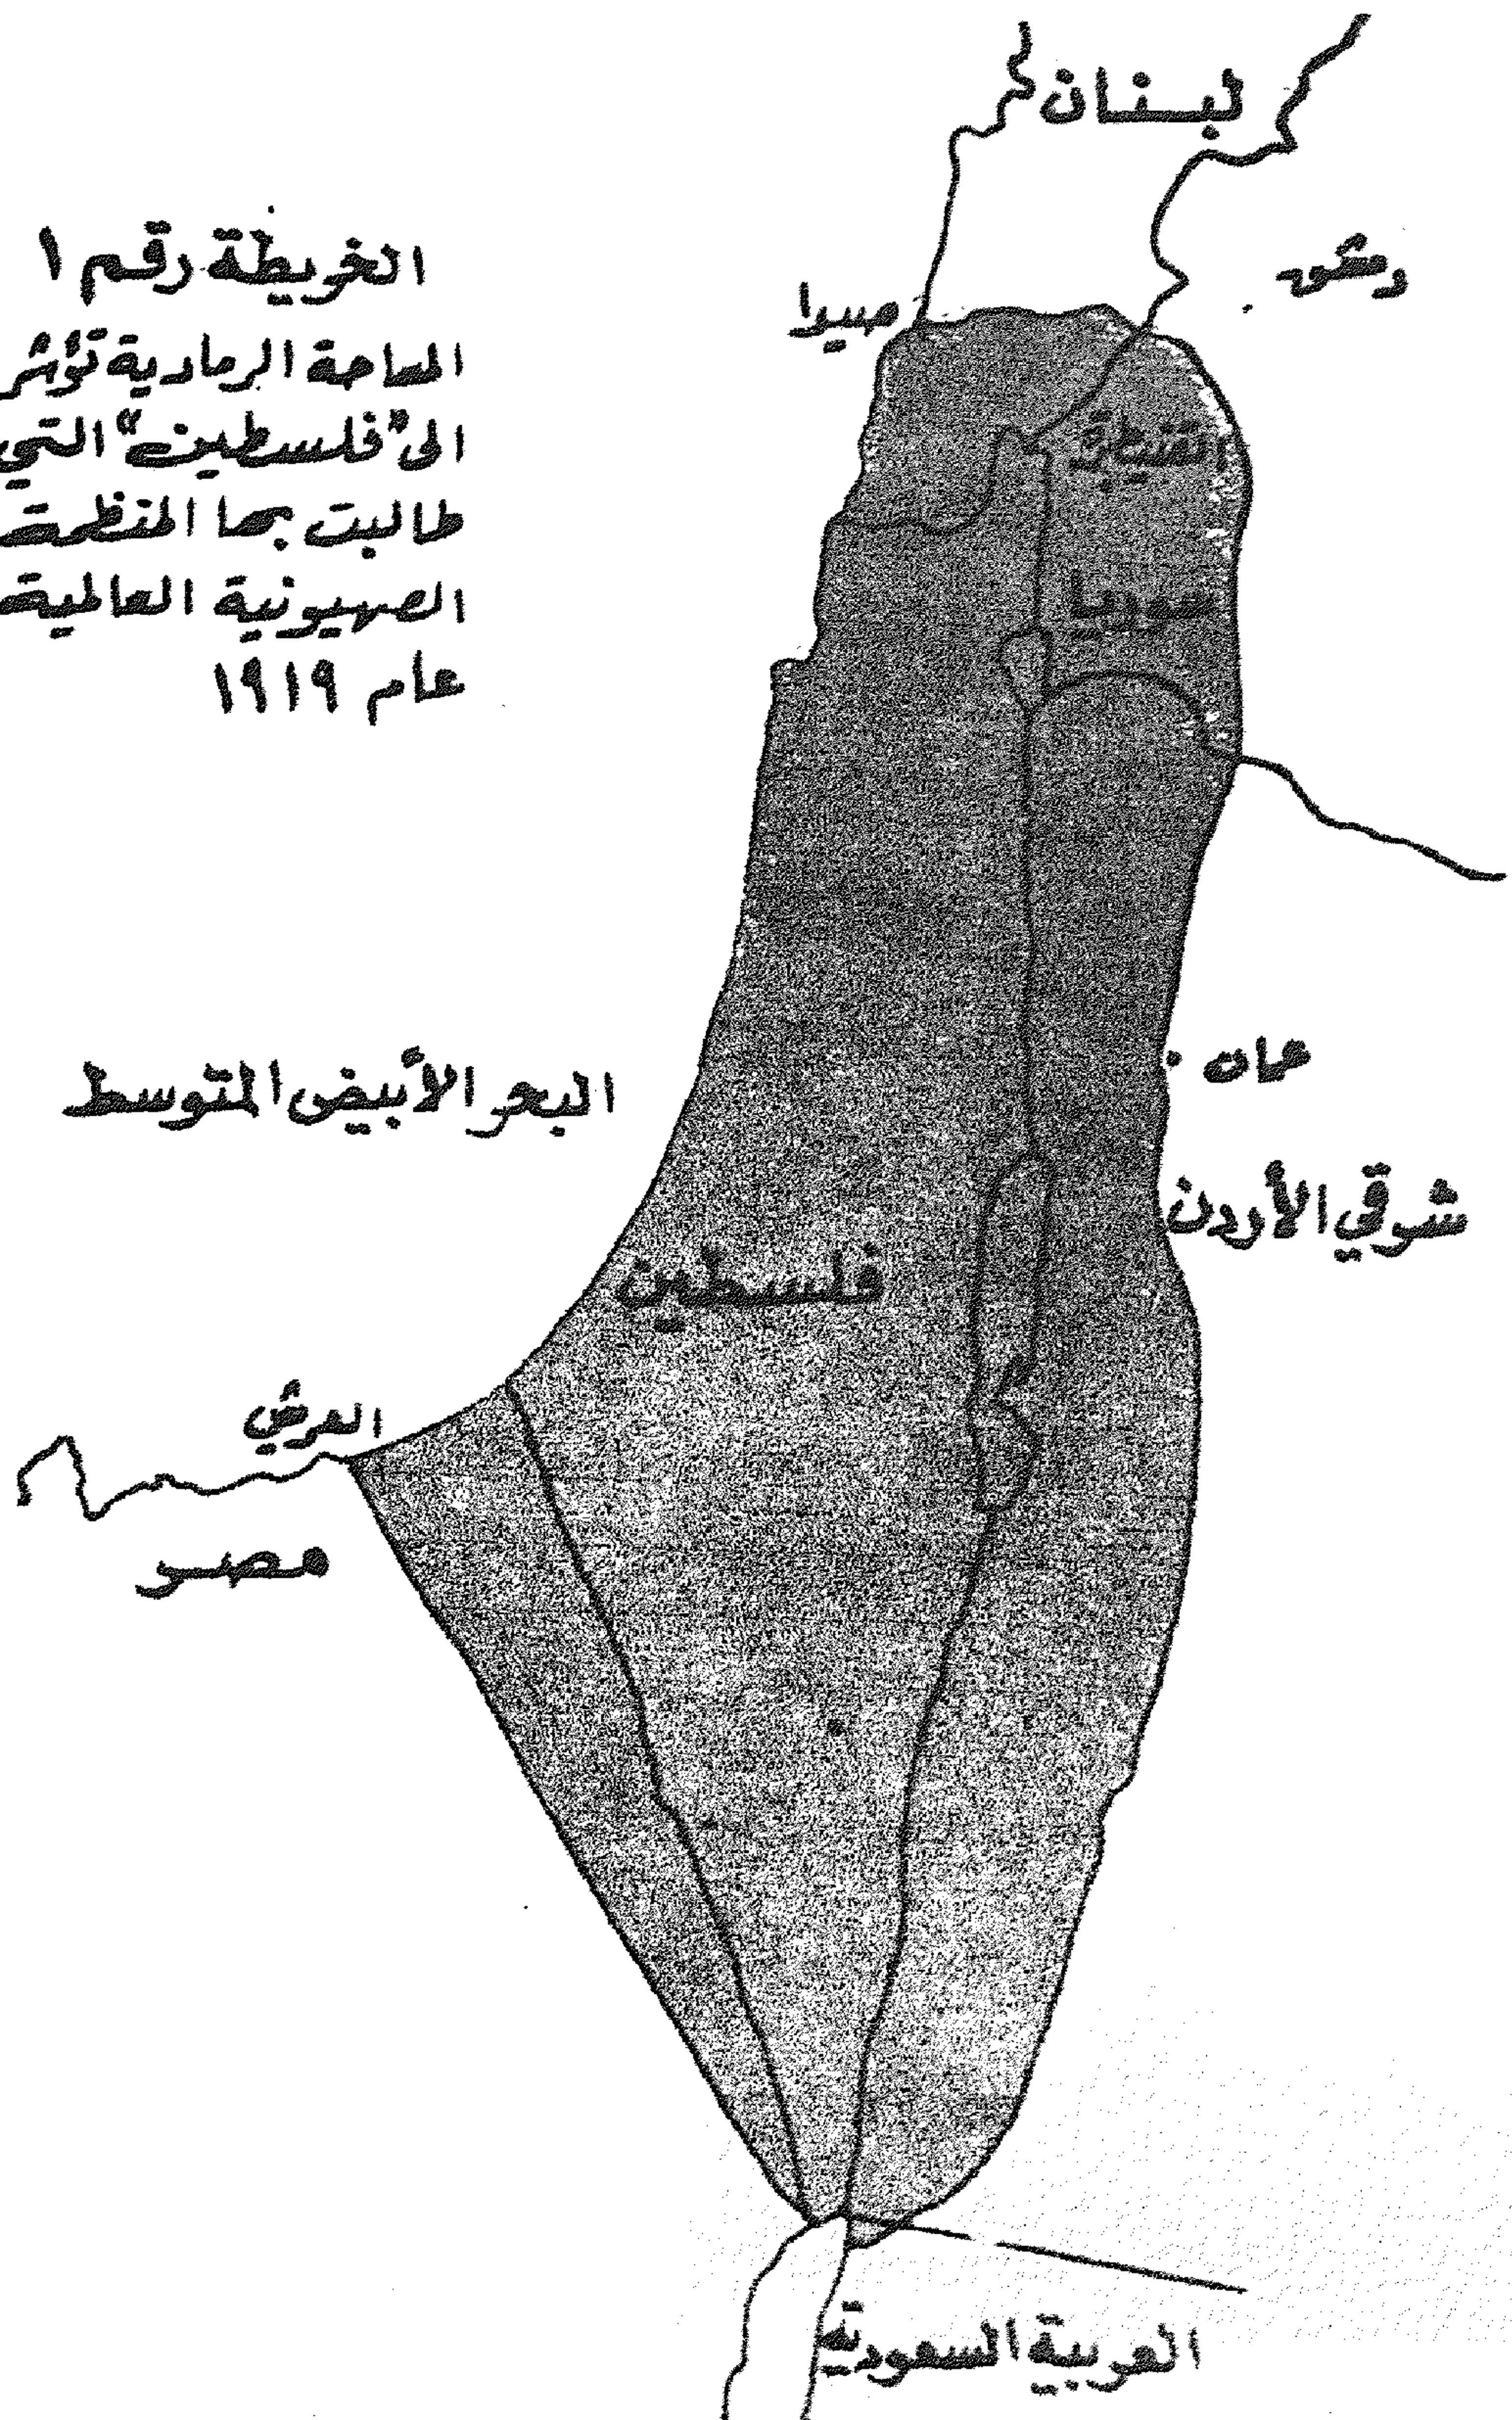 لبنان
دمشق
الخريطة رقم ١
صيدا
المساحة الرمادية تؤشر
الى "فلسطين" التي
القنيطرة
طالبت بها المنظمة
الصهيونية العالمية
سوريا
عام ١٩١٩
عمان
البحر الأبيض المتوسط
شرقي الأردن
فلسطين
العريش
مصر
العربية السعودية